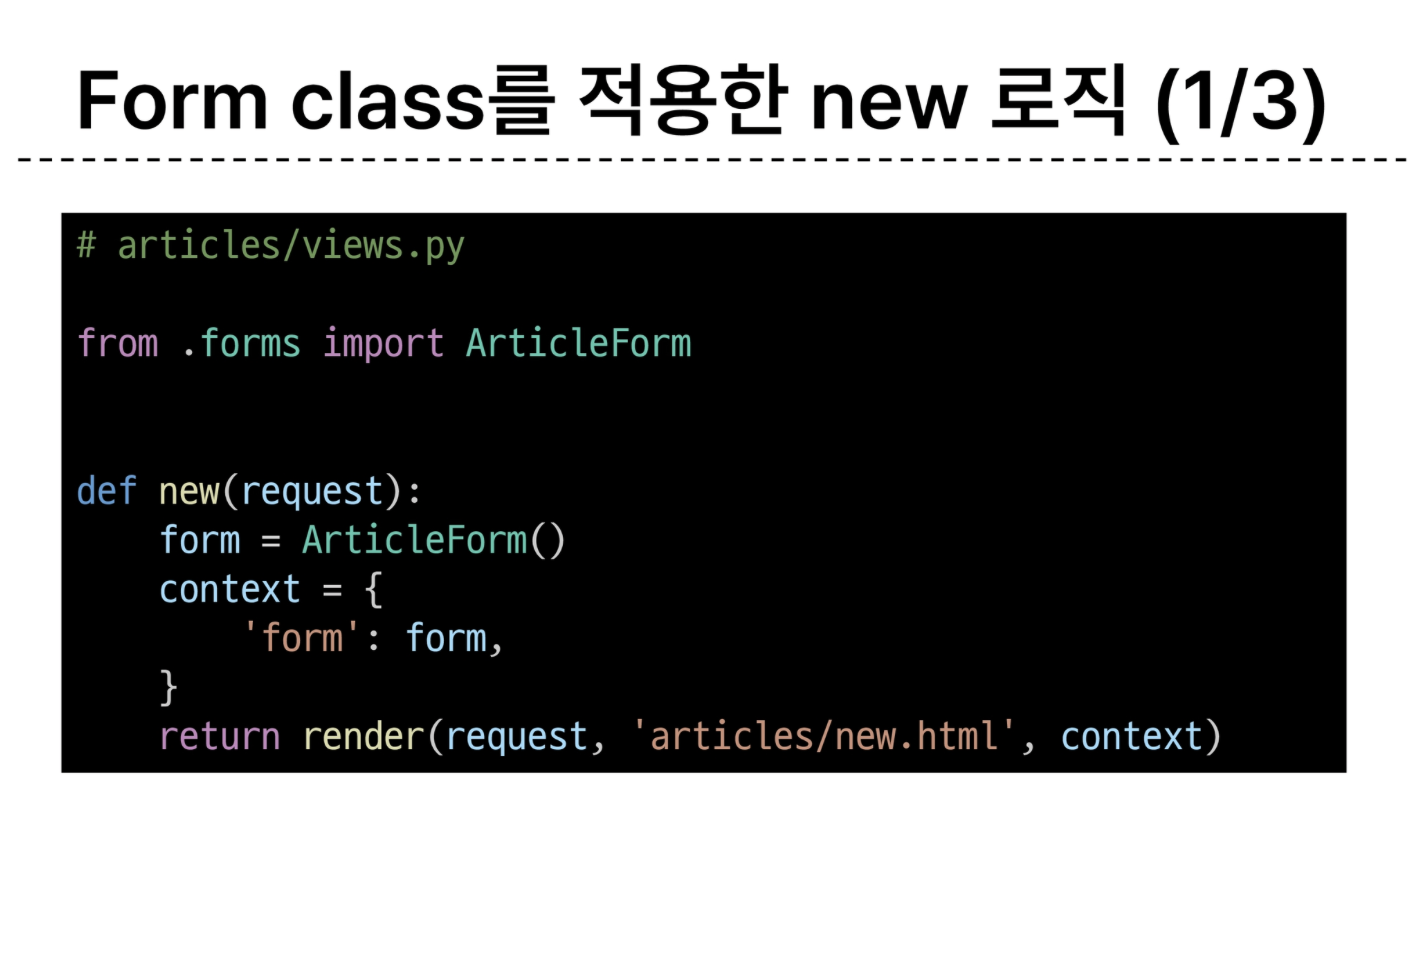 Form class를 적용한 new 로직 (1/3)
# articles/views.py
from .forms import ArticleForm
def new(request):
    form = ArticleForm()
    context = {
        'form': form,
    }
    return render(request, 'articles/new.html', context)